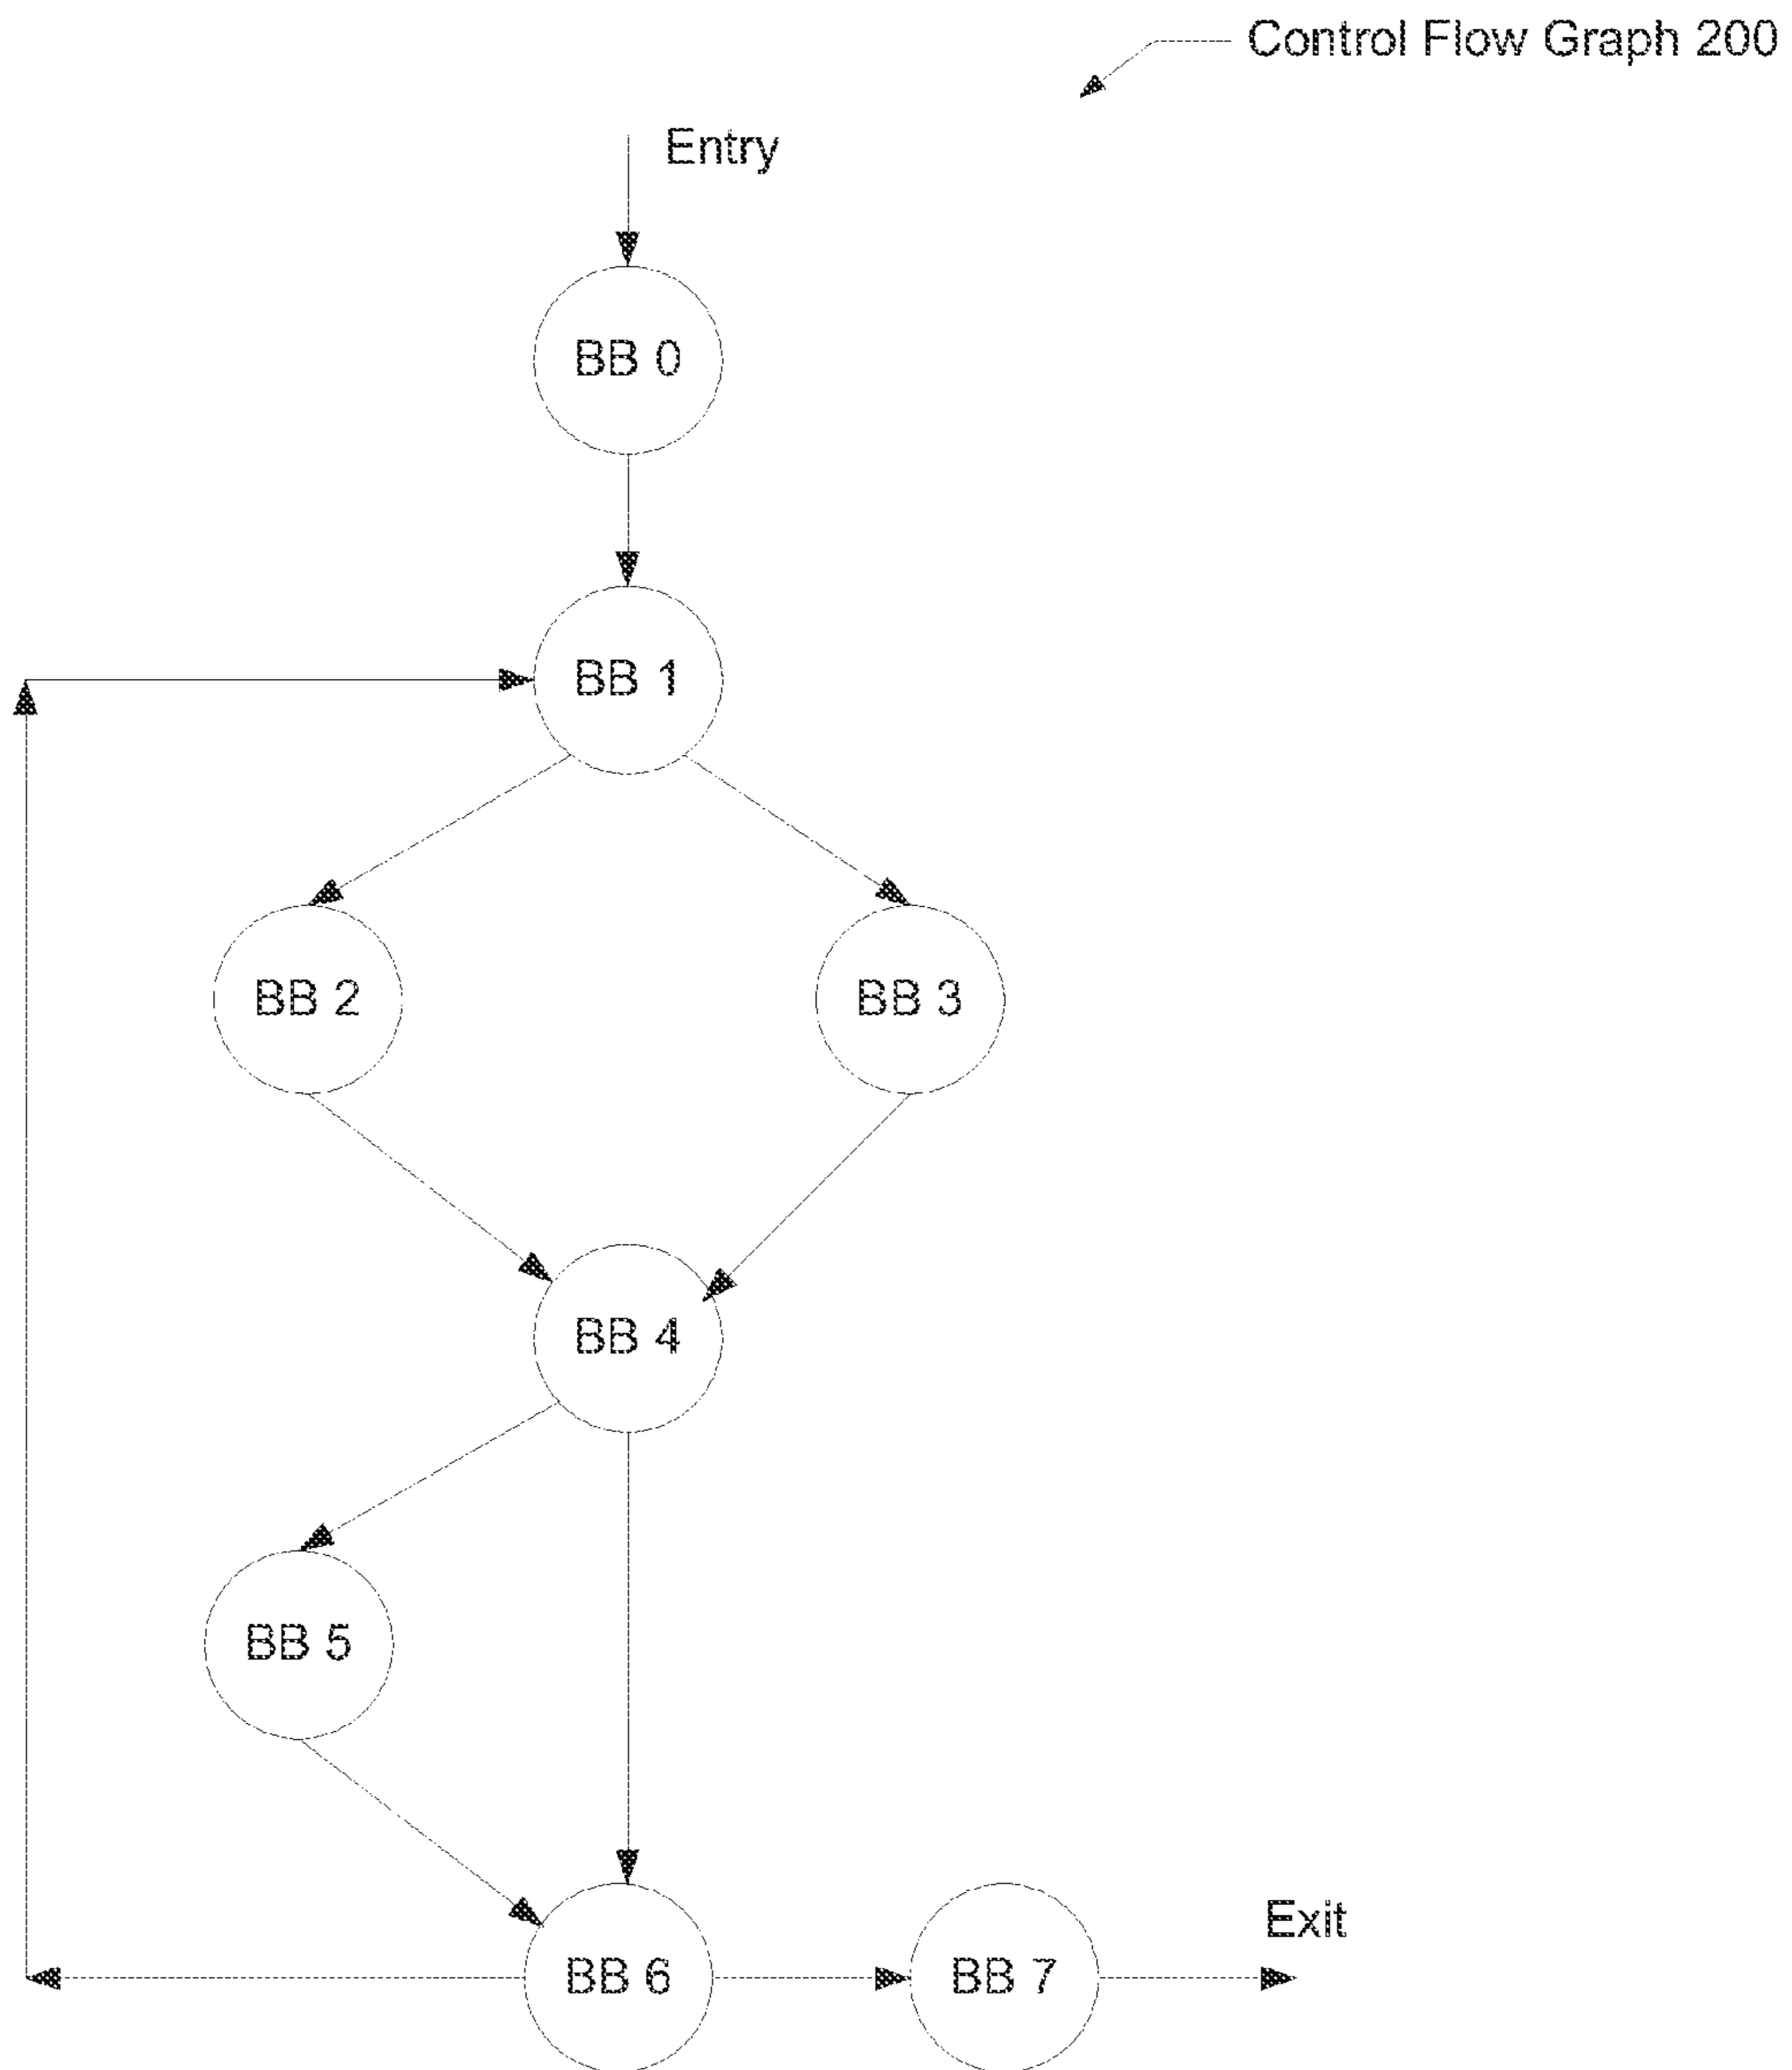 Control Flow Graph 200
Entry
BB 0
BB 1
BB 2
BB 3
BB 4
BB 5
BB 6
BB 7
Exit